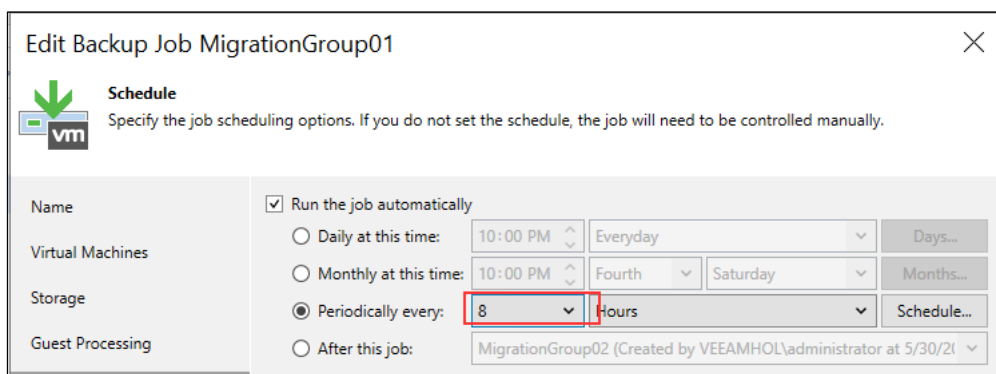 Edit Backup Job MigrationGroup01
Schedule
Specify the job scheduling options. If you do not set the schedule, the job will need to be controlled manually.
vm
Name
Virtual Machines
Storage
Guest Processing
Run the job automatically
Daily at this time: 10:00 PM Everyday Days...
Monthly at this time: 10:00 PM Fourth Saturday Months...
Periodically every: 8 Hours Schedule...
After this job: MigrationGroup02 (Created by VEEAMHOL\administrator at 5/30/20